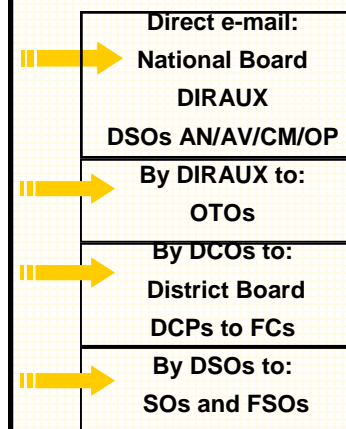 Direct e-mail:
National Board
DIRAUX
DSOs AN/AV/CM/OP
By DIRAUX to:
OTOs
By DCOs to:
District Board
DCPs to FCs
By DSOs to:
SOs and FSOs